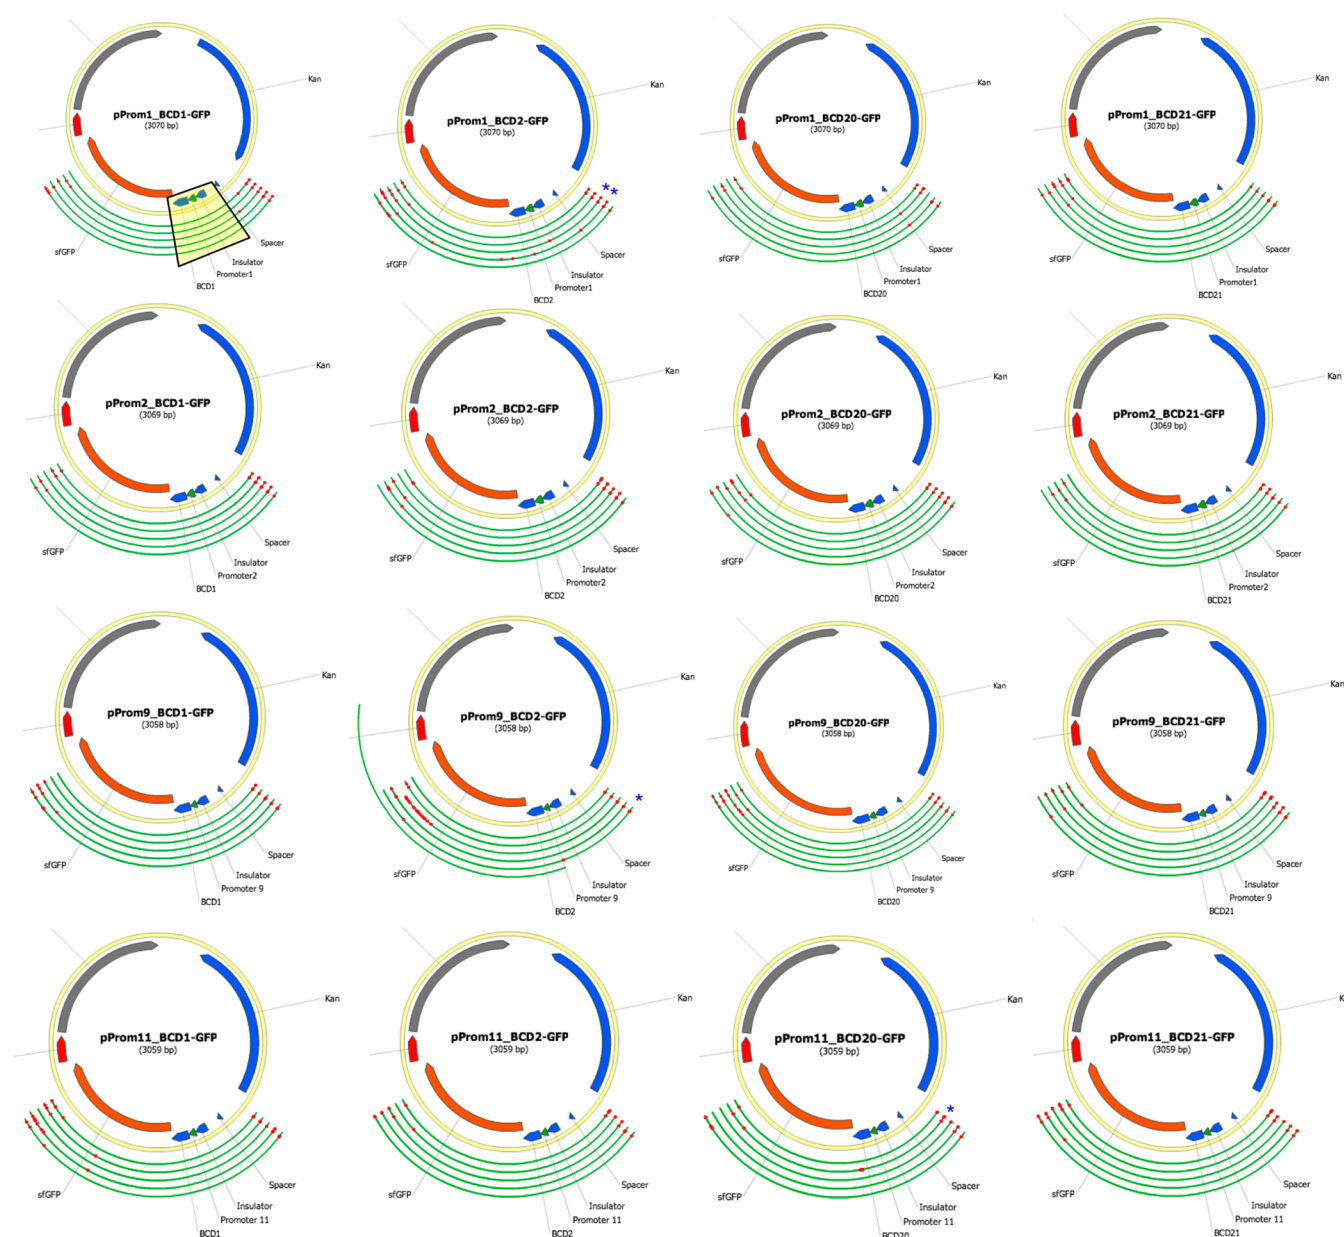 pProm1_BCD1-GFP
(3070 bp)
Kan
sfGFP
Spacer
Insulator
Promoter1
BCD1
pProm1_BCD2-GFP
(3070 bp)
Kan
**
sfGFP
Spacer
Insulator
Promoter1
BCD2
pProm1_BCD20-GFP
(3070 bp)
Kan
sfGFP
Spacer
Insulator
Promoter1
BCD20
pProm1_BCD21-GFP
(3070 bp)
Kan
sfGFP
Spacer
Insulator
Promoter1
BCD21
pProm2_BCD1-GFP
(3069 bp)
Kan
sfGFP
Spacer
Insulator
Promoter2
BCD1
pProm2_BCD2-GFP
(3069 bp)
Kan
sfGFP
Spacer
Insulator
Promoter2
BCD2
pProm2_BCD20-GFP
(3069 bp)
Kan
sfGFP
Spacer
Insulator
Promoter2
BCD20
pProm2_BCD21-GFP
(3069 bp)
Kan
sfGFP
Spacer
Insulator
Promoter2
BCD21
pProm9_BCD1-GFP
(3058 bp)
Kan
sfGFP
Spacer
Insulator
Promoter 9
BCD1
pProm9_BCD2-GFP
(3058 bp)
Kan
*
sfGFP
Spacer
Insulator
Promoter 9
BCD2
pProm9_BCD20-GFP
(3058 bp)
Kan
sfGFP
Spacer
Insulator
Promoter 9
BCD20
pProm9_BCD21-GFP
(3058 bp)
Kan
sfGFP
Spacer
Insulator
Promoter 9
BCD21
pProm11_BCD1-GFP
(3059 bp)
Kan
sfGFP
Spacer
Insulator
Promoter 11
BCD1
pProm11_BCD2-GFP
(3059 bp)
Kan
sfGFP
Spacer
Insulator
Promoter 11
BCD2
pProm11_BCD20-GFP
(3059 bp)
Kan
*
sfGFP
Spacer
Insulator
Promoter 11
BCD20
pProm11_BCD21-GFP
(3059 bp)
K
sfGFP
Spacer
Insulator
Promoter 11
BCD21